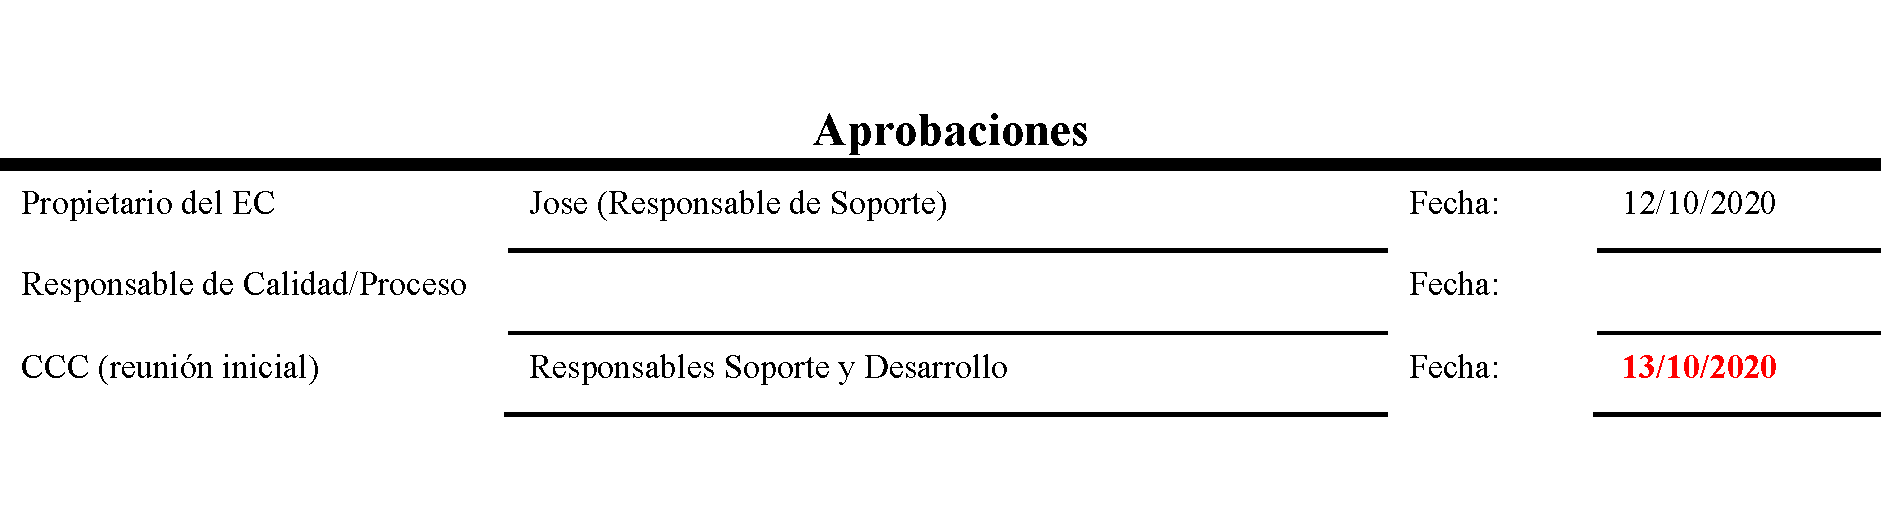 Aprobaciones
Propietario del EC Jose (Responsable de Soporte) Fecha: 12/10/2020
Responsable de Calidad/Proceso Fecha:
CCC (reunión inicial) Responsables Soporte y Desarrollo Fecha: 13/10/2020